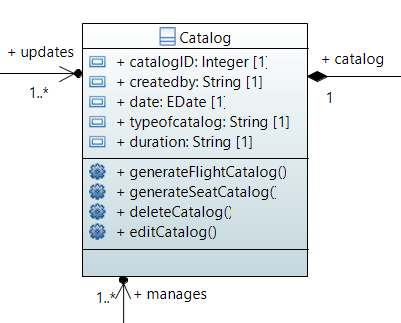 Catalog
+ updates
1..*
+ catalogID: Integer [1]
+ createdby: String [1]
+ date: EDate [1]
+ typeofcatalog: String [1]
+ duration: String [1]
+ catalog
1
+ generateFlightCatalog()
+ generateSeatCatalog(
+ deleteCatalog()
+ editCatalog()
1..*
+ manages